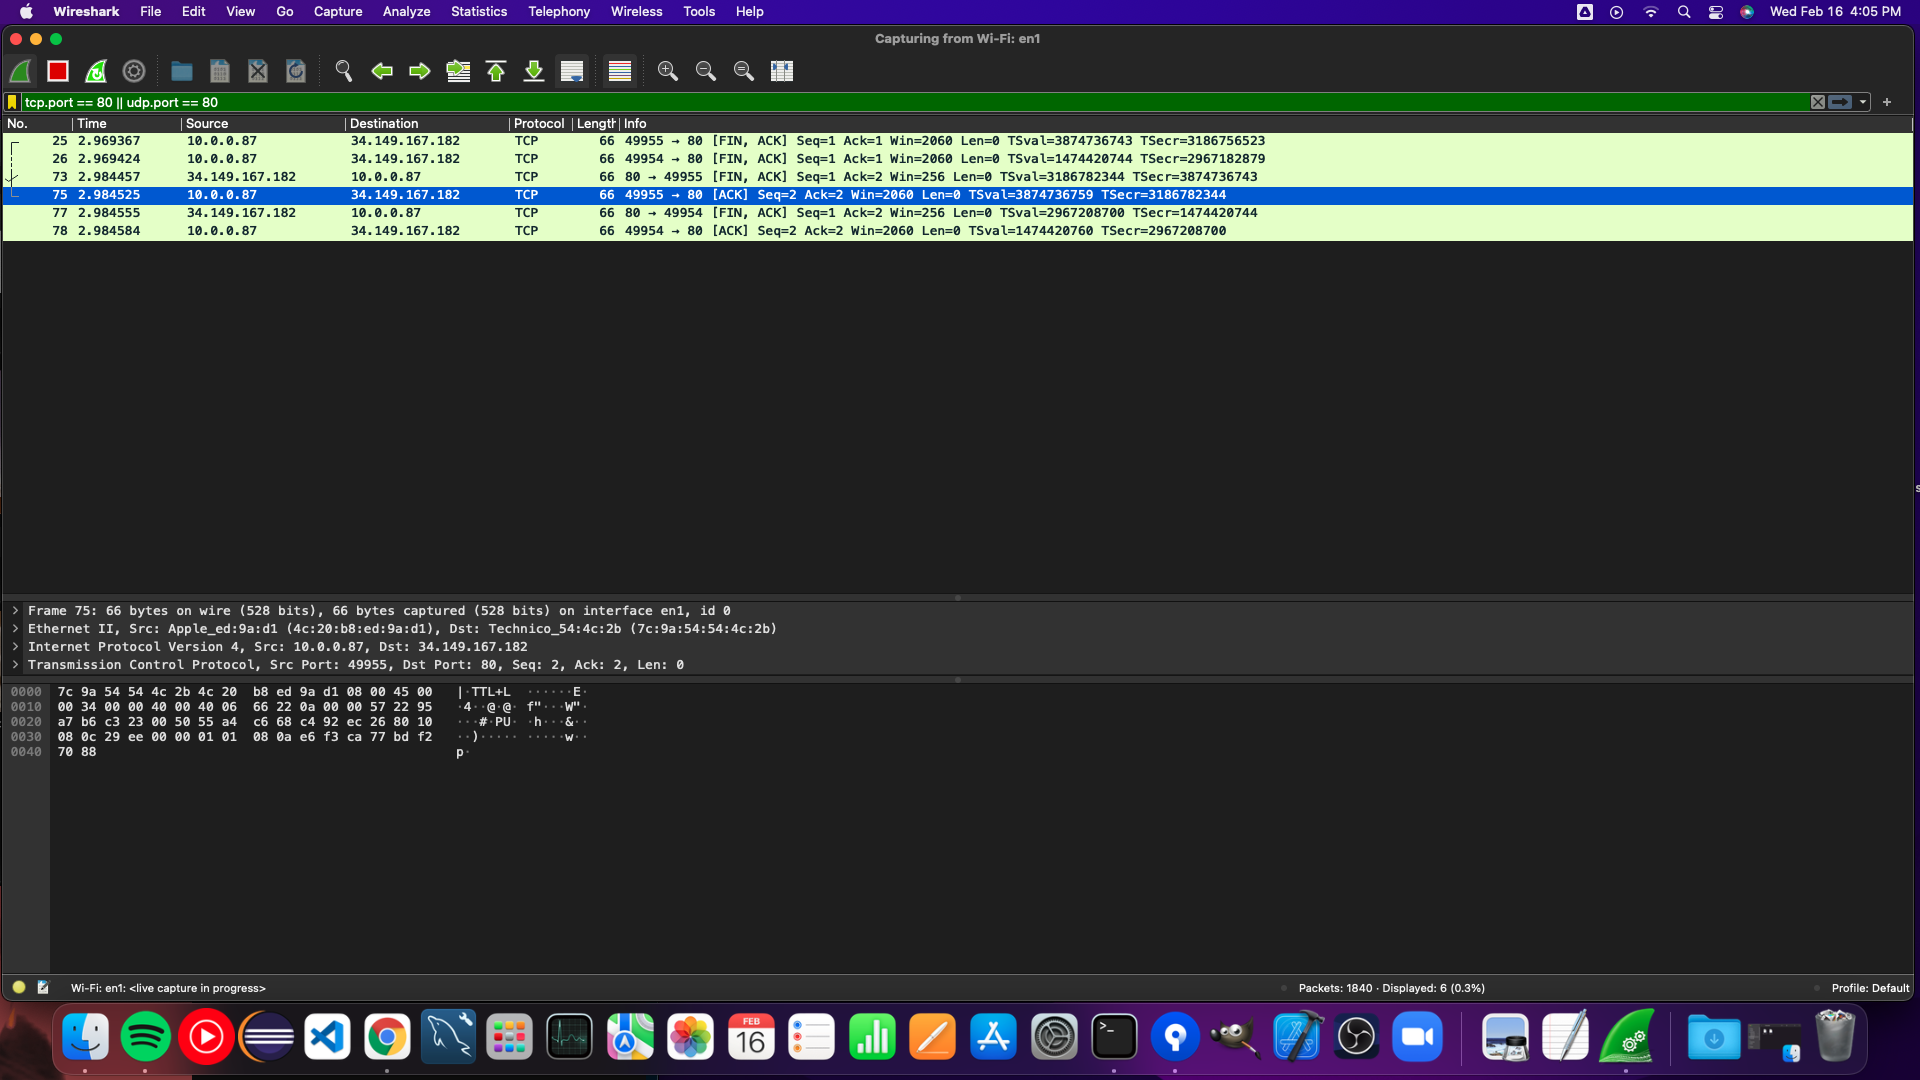 Wireshark File Edit View Go Capture Analyze Statistics Telephony Wireless Tools Help Wed Feb 16 4:05 PM
Capturing from Wi-Fi: en1
tcp.port == 80 || udp.port == 80
No. Time Source Destination Protocol Length Info
25 2.969367 10.0.0.87 34.149.167.182 TCP 66 49955 → 80 [FIN, ACK] Seq=1 Ack=1 Win=2060 Len=0 TSval=3874736743 TSecr=3186756523
26 2.969424 10.0.0.87 34.149.167.182 TCP 66 49954 → 80 [FIN, ACK] Seq=1 Ack=1 Win=2060 Len=0 TSval=1474420744 TSecr=2967182879
73 2.984457 34.149.167.182 10.0.0.87 TCP 66 80 → 49955 [FIN, ACK] Seq=1 Ack=2 Win=256 Len=0 TSval=3186782344 TSecr=3874736743
75 2.984525 10.0.0.87 34.149.167.182 TCP 66 49955 → 80 [ACK] Seq=2 Ack=2 Win=2060 Len=0 TSval=3874736759 TSecr=3186782344
77 2.984555 34.149.167.182 10.0.0.87 TCP 66 80 → 49954 [FIN, ACK] Seq=1 Ack=2 Win=256 Len=0 TSval=2967208700 TSecr=1474420744
78 2.984584 10.0.0.87 34.149.167.182 TCP 66 49954 → 80 [ACK] Seq=2 Ack=2 Win=2060 Len=0 TSval=1474420760 TSecr=2967208700
Frame 75: 66 bytes on wire (528 bits), 66 bytes captured (528 bits) on interface en1, id 0
Ethernet II, Src: Apple_ed:9a:d1 (4c:20:b8:ed:9a:d1), Dst: Technico_54:4c:2b (7c:9a:54:54:4c:2b)
Internet Protocol Version 4, Src: 10.0.0.87, Dst: 34.149.167.182
Transmission Control Protocol, Src Port: 49955, Dst Port: 80, Seq: 2, Ack: 2, Len: 0
0000 7c 9a 54 54 4c 2b 4c 20 b8 ed 9a d1 08 00 45 00 |·TTL+L ······E·
0010 00 34 00 00 40 00 40 06 66 22 0a 00 00 57 22 95 ·4··@·@· f"···W"·
0020 a7 b6 c3 23 00 50 55 a4 c6 68 c4 92 ec 26 80 10 ···#·PU· ·h···&··
0030 08 0c 29 ee 00 00 01 01 08 0a e6 f3 ca 77 bd f2 ··)····· ·····w··
0040 70 88 p·
Wi-Fi: en1: <live capture in progress> Packets: 1840 · Displayed: 6 (0.3%) Profile: Default
FEB
16